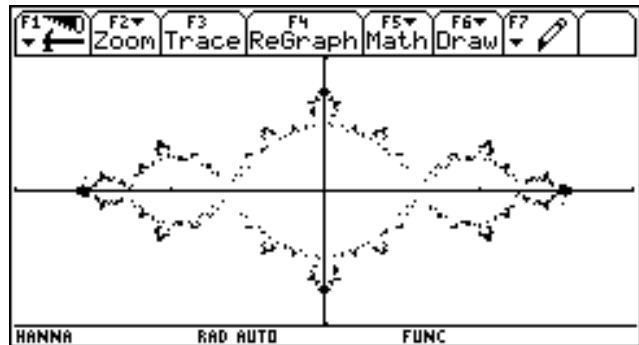 F1 F2 F3 F4 F5 F6 F7
Zoom Trace ReGraph Math Draw
HANNA RAD AUTO FUNC